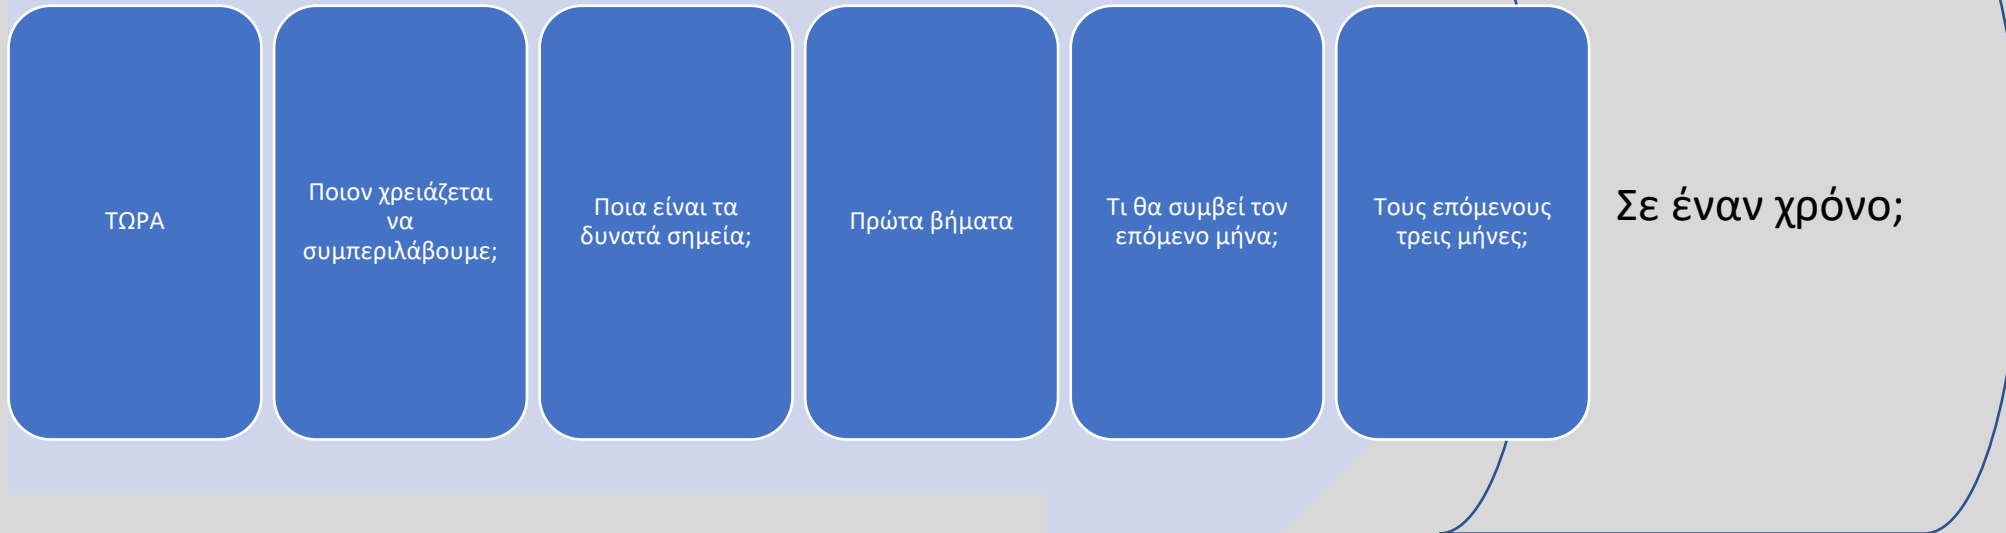 ΤΩΡΑ
Ποιον χρειάζεται
να
συμπεριλάβουμε;
Ποια είναι τα
δυνατά σημεία;
Πρώτα βήματα
Τι θα συμβεί τον
επόμενο μήνα;
Τους επόμενους
τρεις μήνες;
Σε έναν χρόνο;